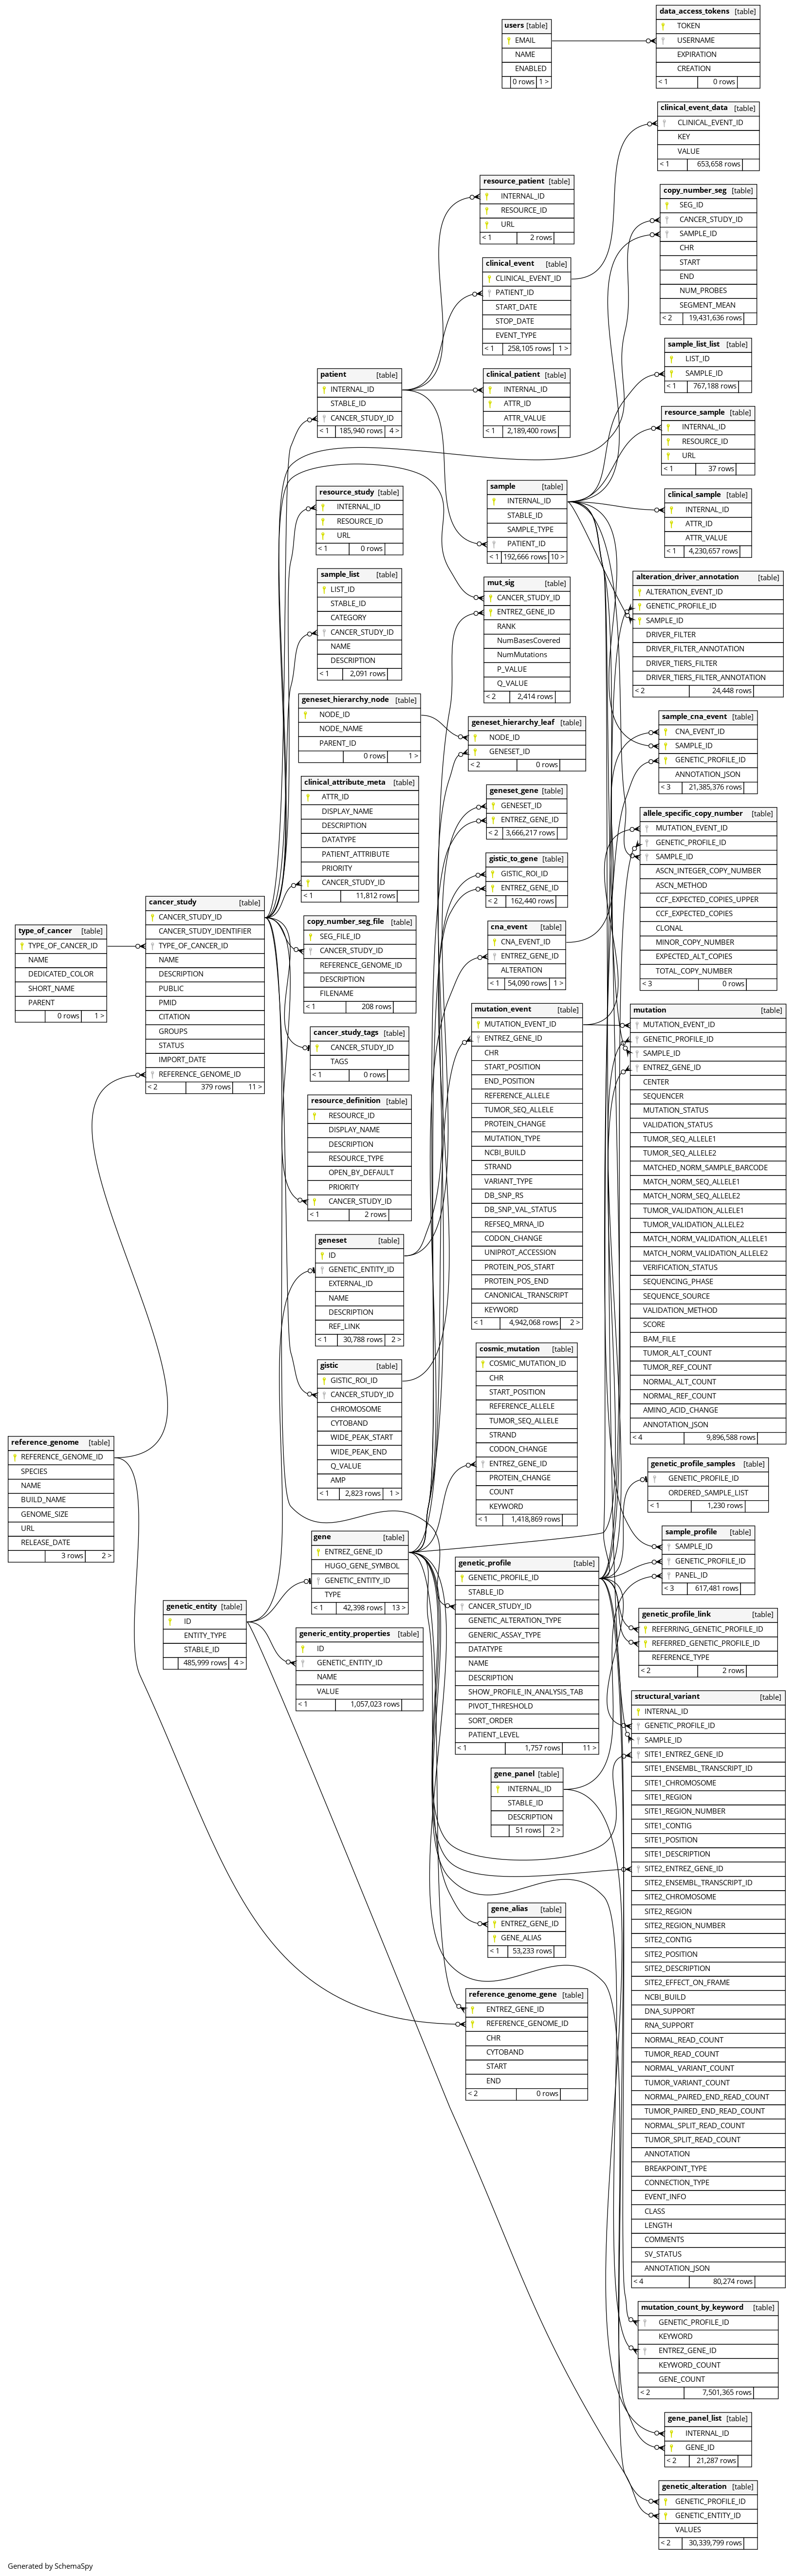 users [table]
EMAIL
NAME
ENABLED
0 rows 1 >
data_access_tokens [table]
TOKEN
USERNAME
EXPIRATION
CREATION
< 1 0 rows
clinical_event_data [table]
CLINICAL_EVENT_ID
KEY
VALUE
< 1 653,658 rows
resource_patient [table]
INTERNAL_ID
RESOURCE_ID
URL
< 1 2 rows
copy_number_seg [table]
SEG_ID
CANCER_STUDY_ID
SAMPLE_ID
CHR
START
END
NUM_PROBES
SEGMENT_MEAN
< 2 19,431,636 rows
clinical_event [table]
CLINICAL_EVENT_ID
PATIENT_ID
START_DATE
STOP_DATE
EVENT_TYPE
< 1 258,105 rows 1 >
sample_list_list [table]
LIST_ID
SAMPLE_ID
< 1 767,188 rows
patient [table]
INTERNAL_ID
STABLE_ID
CANCER_STUDY_ID
< 1 185,940 rows 4 >
clinical_patient [table]
INTERNAL_ID
ATTR_ID
ATTR_VALUE
< 1 2,189,400 rows
resource_sample [table]
INTERNAL_ID
RESOURCE_ID
URL
< 1 37 rows
resource_study [table]
INTERNAL_ID
RESOURCE_ID
URL
< 1 0 rows
sample [table]
INTERNAL_ID
STABLE_ID
SAMPLE_TYPE
PATIENT_ID
< 1 192,666 rows 10 >
clinical_sample [table]
INTERNAL_ID
ATTR_ID
ATTR_VALUE
< 1 4,230,657 rows
sample_list [table]
LIST_ID
STABLE_ID
CATEGORY
CANCER_STUDY_ID
NAME
DESCRIPTION
< 1 2,091 rows
mut_sig [table]
CANCER_STUDY_ID
ENTREZ_GENE_ID
RANK
NumBasesCovered
NumMutations
P_VALUE
Q_VALUE
< 2 2,414 rows
alteration_driver_annotation [table]
ALTERATION_EVENT_ID
GENETIC_PROFILE_ID
SAMPLE_ID
DRIVER_FILTER
DRIVER_FILTER_ANNOTATION
DRIVER_TIERS_FILTER
DRIVER_TIERS_FILTER_ANNOTATION
< 2 24,448 rows
geneset_hierarchy_node [table]
NODE_ID
NODE_NAME
PARENT_ID
0 rows 1 >
geneset_hierarchy_leaf [table]
NODE_ID
GENESET_ID
< 2 0 rows
sample_cna_event [table]
CNA_EVENT_ID
SAMPLE_ID
GENETIC_PROFILE_ID
ANNOTATION_JSON
< 3 21,385,376 rows
clinical_attribute_meta [table]
ATTR_ID
DISPLAY_NAME
DESCRIPTION
DATATYPE
PATIENT_ATTRIBUTE
PRIORITY
CANCER_STUDY_ID
< 1 11,812 rows
geneset_gene [table]
GENESET_ID
ENTREZ_GENE_ID
< 2 3,666,217 rows
allele_specific_copy_number [table]
MUTATION_EVENT_ID
GENETIC_PROFILE_ID
SAMPLE_ID
ASCN_INTEGER_COPY_NUMBER
ASCN_METHOD
CCF_EXPECTED_COPIES_UPPER
CCF_EXPECTED_COPIES
CLONAL
MINOR_COPY_NUMBER
EXPECTED_ALT_COPIES
TOTAL_COPY_NUMBER
< 3 0 rows
gistic_to_gene [table]
GISTIC_ROI_ID
ENTREZ_GENE_ID
< 2 162,440 rows
cancer_study [table]
CANCER_STUDY_ID
CANCER_STUDY_IDENTIFIER
TYPE_OF_CANCER_ID
NAME
DESCRIPTION
PUBLIC
PMID
CITATION
GROUPS
STATUS
IMPORT_DATE
REFERENCE_GENOME_ID
< 2 379 rows 11 >
type_of_cancer [table]
TYPE_OF_CANCER_ID
NAME
DEDICATED_COLOR
SHORT_NAME
PARENT
0 rows 1 >
copy_number_seg_file [table]
SEG_FILE_ID
CANCER_STUDY_ID
REFERENCE_GENOME_ID
DESCRIPTION
FILENAME
< 1 208 rows
cna_event [table]
CNA_EVENT_ID
ENTREZ_GENE_ID
ALTERATION
< 1 54,090 rows 1 >
cancer_study_tags [table]
CANCER_STUDY_ID
TAGS
< 1 0 rows
mutation_event [table]
MUTATION_EVENT_ID
ENTREZ_GENE_ID
CHR
START_POSITION
END_POSITION
REFERENCE_ALLELE
TUMOR_SEQ_ALLELE
PROTEIN_CHANGE
MUTATION_TYPE
NCBI_BUILD
STRAND
VARIANT_TYPE
DB_SNP_RS
DB_SNP_VAL_STATUS
REFSEQ_MRNA_ID
CODON_CHANGE
UNIPROT_ACCESSION
PROTEIN_POS_START
PROTEIN_POS_END
CANONICAL_TRANSCRIPT
KEYWORD
< 1 4,942,068 rows 2 >
mutation [table]
MUTATION_EVENT_ID
GENETIC_PROFILE_ID
SAMPLE_ID
ENTREZ_GENE_ID
CENTER
SEQUENCER
MUTATION_STATUS
VALIDATION_STATUS
TUMOR_SEQ_ALLELE1
TUMOR_SEQ_ALLELE2
MATCHED_NORM_SAMPLE_BARCODE
MATCH_NORM_SEQ_ALLELE1
MATCH_NORM_SEQ_ALLELE2
TUMOR_VALIDATION_ALLELE1
TUMOR_VALIDATION_ALLELE2
MATCH_NORM_VALIDATION_ALLELE1
MATCH_NORM_VALIDATION_ALLELE2
VERIFICATION_STATUS
SEQUENCING_PHASE
SEQUENCE_SOURCE
VALIDATION_METHOD
SCORE
BAM_FILE
TUMOR_ALT_COUNT
TUMOR_REF_COUNT
NORMAL_ALT_COUNT
NORMAL_REF_COUNT
AMINO_ACID_CHANGE
ANNOTATION_JSON
< 4 9,896,588 rows
resource_definition [table]
RESOURCE_ID
DISPLAY_NAME
DESCRIPTION
RESOURCE_TYPE
OPEN_BY_DEFAULT
PRIORITY
CANCER_STUDY_ID
< 1 2 rows
geneset [table]
ID
GENETIC_ENTITY_ID
EXTERNAL_ID
NAME
DESCRIPTION
REF_LINK
< 1 30,788 rows 2 >
gistic [table]
GISTIC_ROI_ID
CANCER_STUDY_ID
CHROMOSOME
CYTOBAND
WIDE_PEAK_START
WIDE_PEAK_END
Q_VALUE
AMP
< 1 2,823 rows 1 >
cosmic_mutation [table]
COSMIC_MUTATION_ID
CHR
START_POSITION
REFERENCE_ALLELE
TUMOR_SEQ_ALLELE
STRAND
CODON_CHANGE
ENTREZ_GENE_ID
PROTEIN_CHANGE
COUNT
KEYWORD
< 1 1,418,869 rows
reference_genome [table]
REFERENCE_GENOME_ID
SPECIES
NAME
BUILD_NAME
GENOME_SIZE
URL
RELEASE_DATE
3 rows 2 >
genetic_profile_samples [table]
GENETIC_PROFILE_ID
ORDERED_SAMPLE_LIST
< 1 1,230 rows
gene [table]
ENTREZ_GENE_ID
HUGO_GENE_SYMBOL
GENETIC_ENTITY_ID
TYPE
< 1 42,398 rows 13 >
sample_profile [table]
SAMPLE_ID
GENETIC_PROFILE_ID
PANEL_ID
< 3 617,481 rows
genetic_profile [table]
GENETIC_PROFILE_ID
STABLE_ID
CANCER_STUDY_ID
GENETIC_ALTERATION_TYPE
GENERIC_ASSAY_TYPE
DATATYPE
NAME
DESCRIPTION
SHOW_PROFILE_IN_ANALYSIS_TAB
PIVOT_THRESHOLD
SORT_ORDER
PATIENT_LEVEL
< 1 1,757 rows 11 >
genetic_entity [table]
ID
ENTITY_TYPE
STABLE_ID
485,999 rows 4 >
genetic_profile_link [table]
REFERRING_GENETIC_PROFILE_ID
REFERRED_GENETIC_PROFILE_ID
REFERENCE_TYPE
< 2 2 rows
generic_entity_properties [table]
ID
GENETIC_ENTITY_ID
NAME
VALUE
< 1 1,057,023 rows
structural_variant [table]
INTERNAL_ID
GENETIC_PROFILE_ID
SAMPLE_ID
SITE1_ENTREZ_GENE_ID
SITE1_ENSEMBL_TRANSCRIPT_ID
SITE1_CHROMOSOME
SITE1_REGION
SITE1_REGION_NUMBER
SITE1_CONTIG
SITE1_POSITION
SITE1_DESCRIPTION
SITE2_ENTREZ_GENE_ID
SITE2_ENSEMBL_TRANSCRIPT_ID
SITE2_CHROMOSOME
SITE2_REGION
SITE2_REGION_NUMBER
SITE2_CONTIG
SITE2_POSITION
SITE2_DESCRIPTION
SITE2_EFFECT_ON_FRAME
NCBI_BUILD
DNA_SUPPORT
RNA_SUPPORT
NORMAL_READ_COUNT
TUMOR_READ_COUNT
NORMAL_VARIANT_COUNT
TUMOR_VARIANT_COUNT
NORMAL_PAIRED_END_READ_COUNT
TUMOR_PAIRED_END_READ_COUNT
NORMAL_SPLIT_READ_COUNT
TUMOR_SPLIT_READ_COUNT
ANNOTATION
BREAKPOINT_TYPE
CONNECTION_TYPE
EVENT_INFO
CLASS
LENGTH
COMMENTS
SV_STATUS
ANNOTATION_JSON
< 4 80,274 rows
gene_panel [table]
INTERNAL_ID
STABLE_ID
DESCRIPTION
51 rows 2 >
gene_alias [table]
ENTREZ_GENE_ID
GENE_ALIAS
< 1 53,233 rows
reference_genome_gene [table]
ENTREZ_GENE_ID
REFERENCE_GENOME_ID
CHR
CYTOBAND
START
END
< 2 0 rows
mutation_count_by_keyword [table]
GENETIC_PROFILE_ID
KEYWORD
ENTREZ_GENE_ID
KEYWORD_COUNT
GENE_COUNT
< 2 7,501,365 rows
gene_panel_list [table]
INTERNAL_ID
GENE_ID
< 2 21,287 rows
genetic_alteration [table]
GENETIC_PROFILE_ID
GENETIC_ENTITY_ID
VALUES
< 2 30,339,799 rows
Generated by SchemaSpy